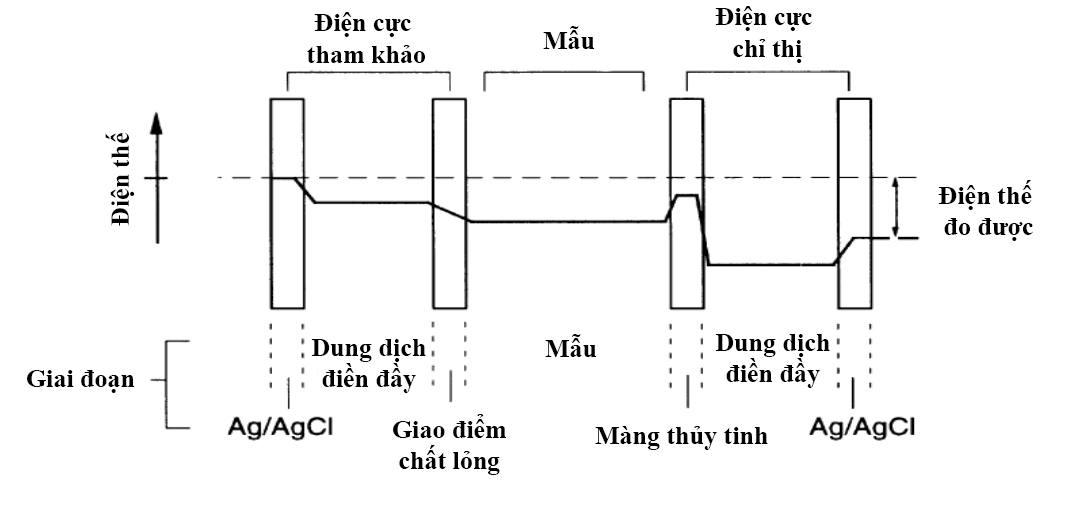 Điện cực
tham khảo
Mẫu
Điện cực
chỉ thị
Điện thế
Điện thế
đo được
Giai đoạn
Dung dịch
điền đầy
Mẫu
Dung dịch
điền đầy
Ag/AgCl
Giao điểm
chất lỏng
Màng thủy tinh
Ag/AgCl